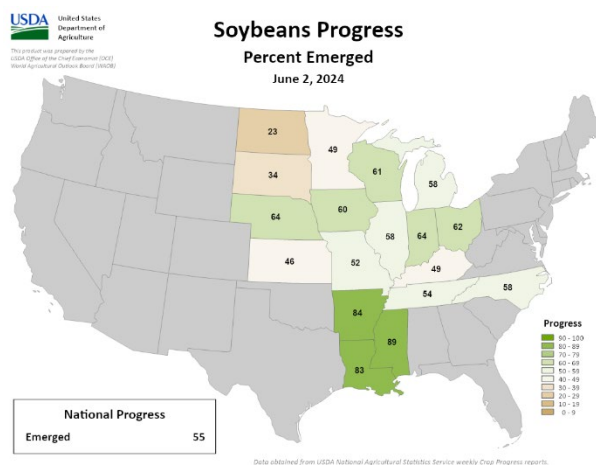 USDA
United States
Department of
Agriculture
This product was prepared by the
USDA Office of the Chief Economist (OCE)
World Agricultural Outlook Board (WAOB)
Soybeans Progress
Percent Emerged
June 2, 2024
23
49
34
61
58
64
60
58
64
62
46
52
49
54
58
84
89
83
Progress
90 - 100
80 - 89
70 - 79
60 - 69
50 - 59
40 - 49
30 - 39
20 - 29
10 - 19
0 - 9
National Progress
Emerged 55
Data obtained from USDA National Agricultural Statistics Service weekly Crop Progress reports.